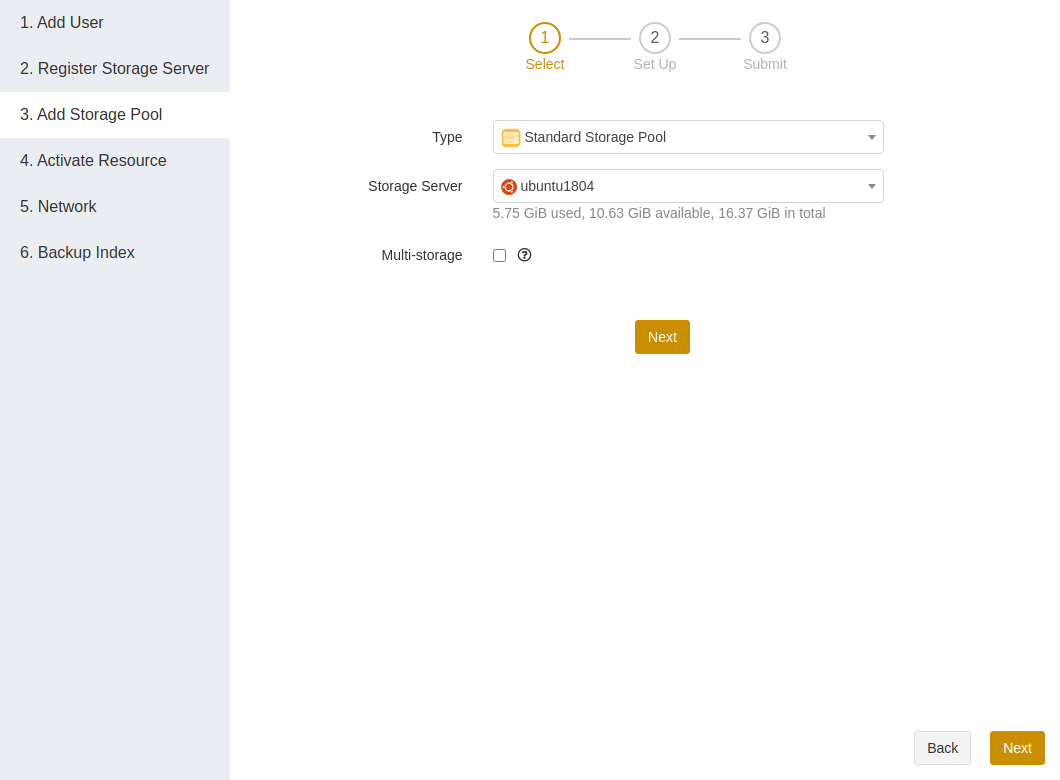 1. Add User
2. Register Storage Server
3. Add Storage Pool
4. Activate Resource
5. Network
6. Backup Index
1 2 3
Select Set Up Submit
Type Standard Storage Pool
Storage Server ubuntu1804
5.75 GiB used, 10.63 GiB available, 16.37 GiB in total
Multi-storage ?
Next
Back Next